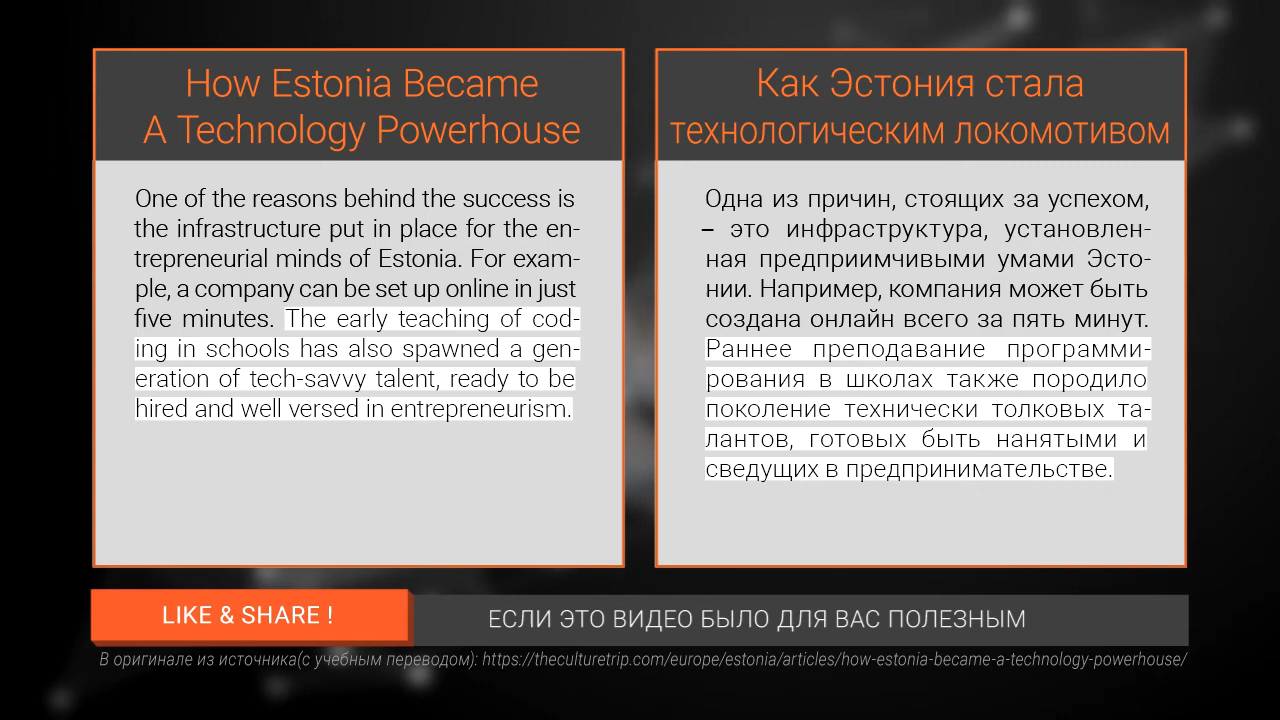 How Estonia Became
A Technology Powerhouse
One of the reasons behind the success is
the infrastructure put in place for the en-
trepreneurial minds of Estonia. For exam-
ple, a company can be set up online in just
five minutes. The early teaching of cod-
ing in schools has also spawned a gen-
eration of tech-savvy talent, ready to be
hired and well versed in entrepreneurism.
Как Эстония стала
технологическим локомотивом
Одна из причин, стоящих за успехом,
– это инфраструктура, установлен-
ная предприимчивыми умами Эсто-
нии. Например, компания может быть
создана онлайн всего за пять минут.
Раннее преподавание программи-
рования в школах также породило
поколение технически толковых та-
лантов, готовых быть нанятыми и
сведущих в предпринимательстве.
LIKE & SHARE !
ЕСЛИ ЭТО ВИДЕО БЫЛО ДЛЯ ВАС ПОЛЕЗНЫМ
В оригинале из источника(с учебным переводом): https://theculturetrip.com/europe/estonia/articles/how-estonia-became-a-technology-powerhouse/